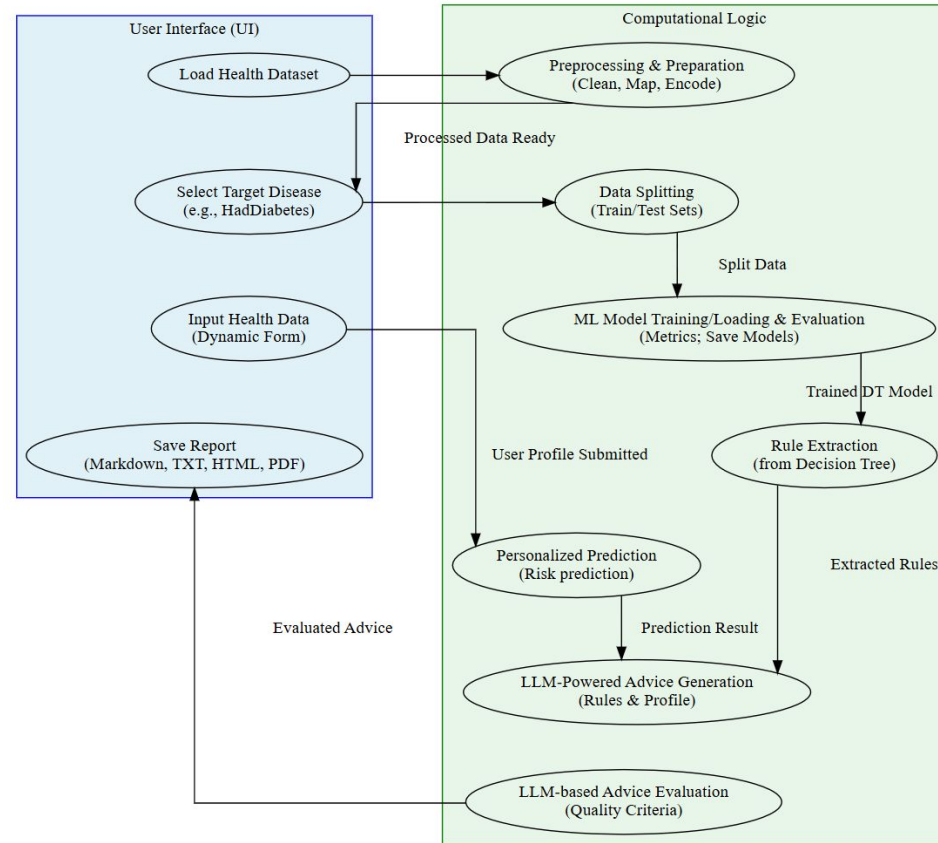 User Interface (UI)
Computational Logic
Load Health Dataset
Preprocessing & Preparation
(Clean, Map, Encode)
Processed Data Ready
Select Target Disease
(e.g., HadDiabetes)
Data Splitting
(Train/Test Sets)
Split Data
Input Health Data
(Dynamic Form)
ML Model Training/Loading & Evaluation
(Metrics; Save Models)
Trained DT Model
Save Report
(Markdown, TXT, HTML, PDF)
User Profile Submitted
Rule Extraction
(from Decision Tree)
Personalized Prediction
(Risk prediction)
Extracted Rules
Evaluated Advice
Prediction Result
LLM-Powered Advice Generation
(Rules & Profile)
LLM-based Advice Evaluation
(Quality Criteria)